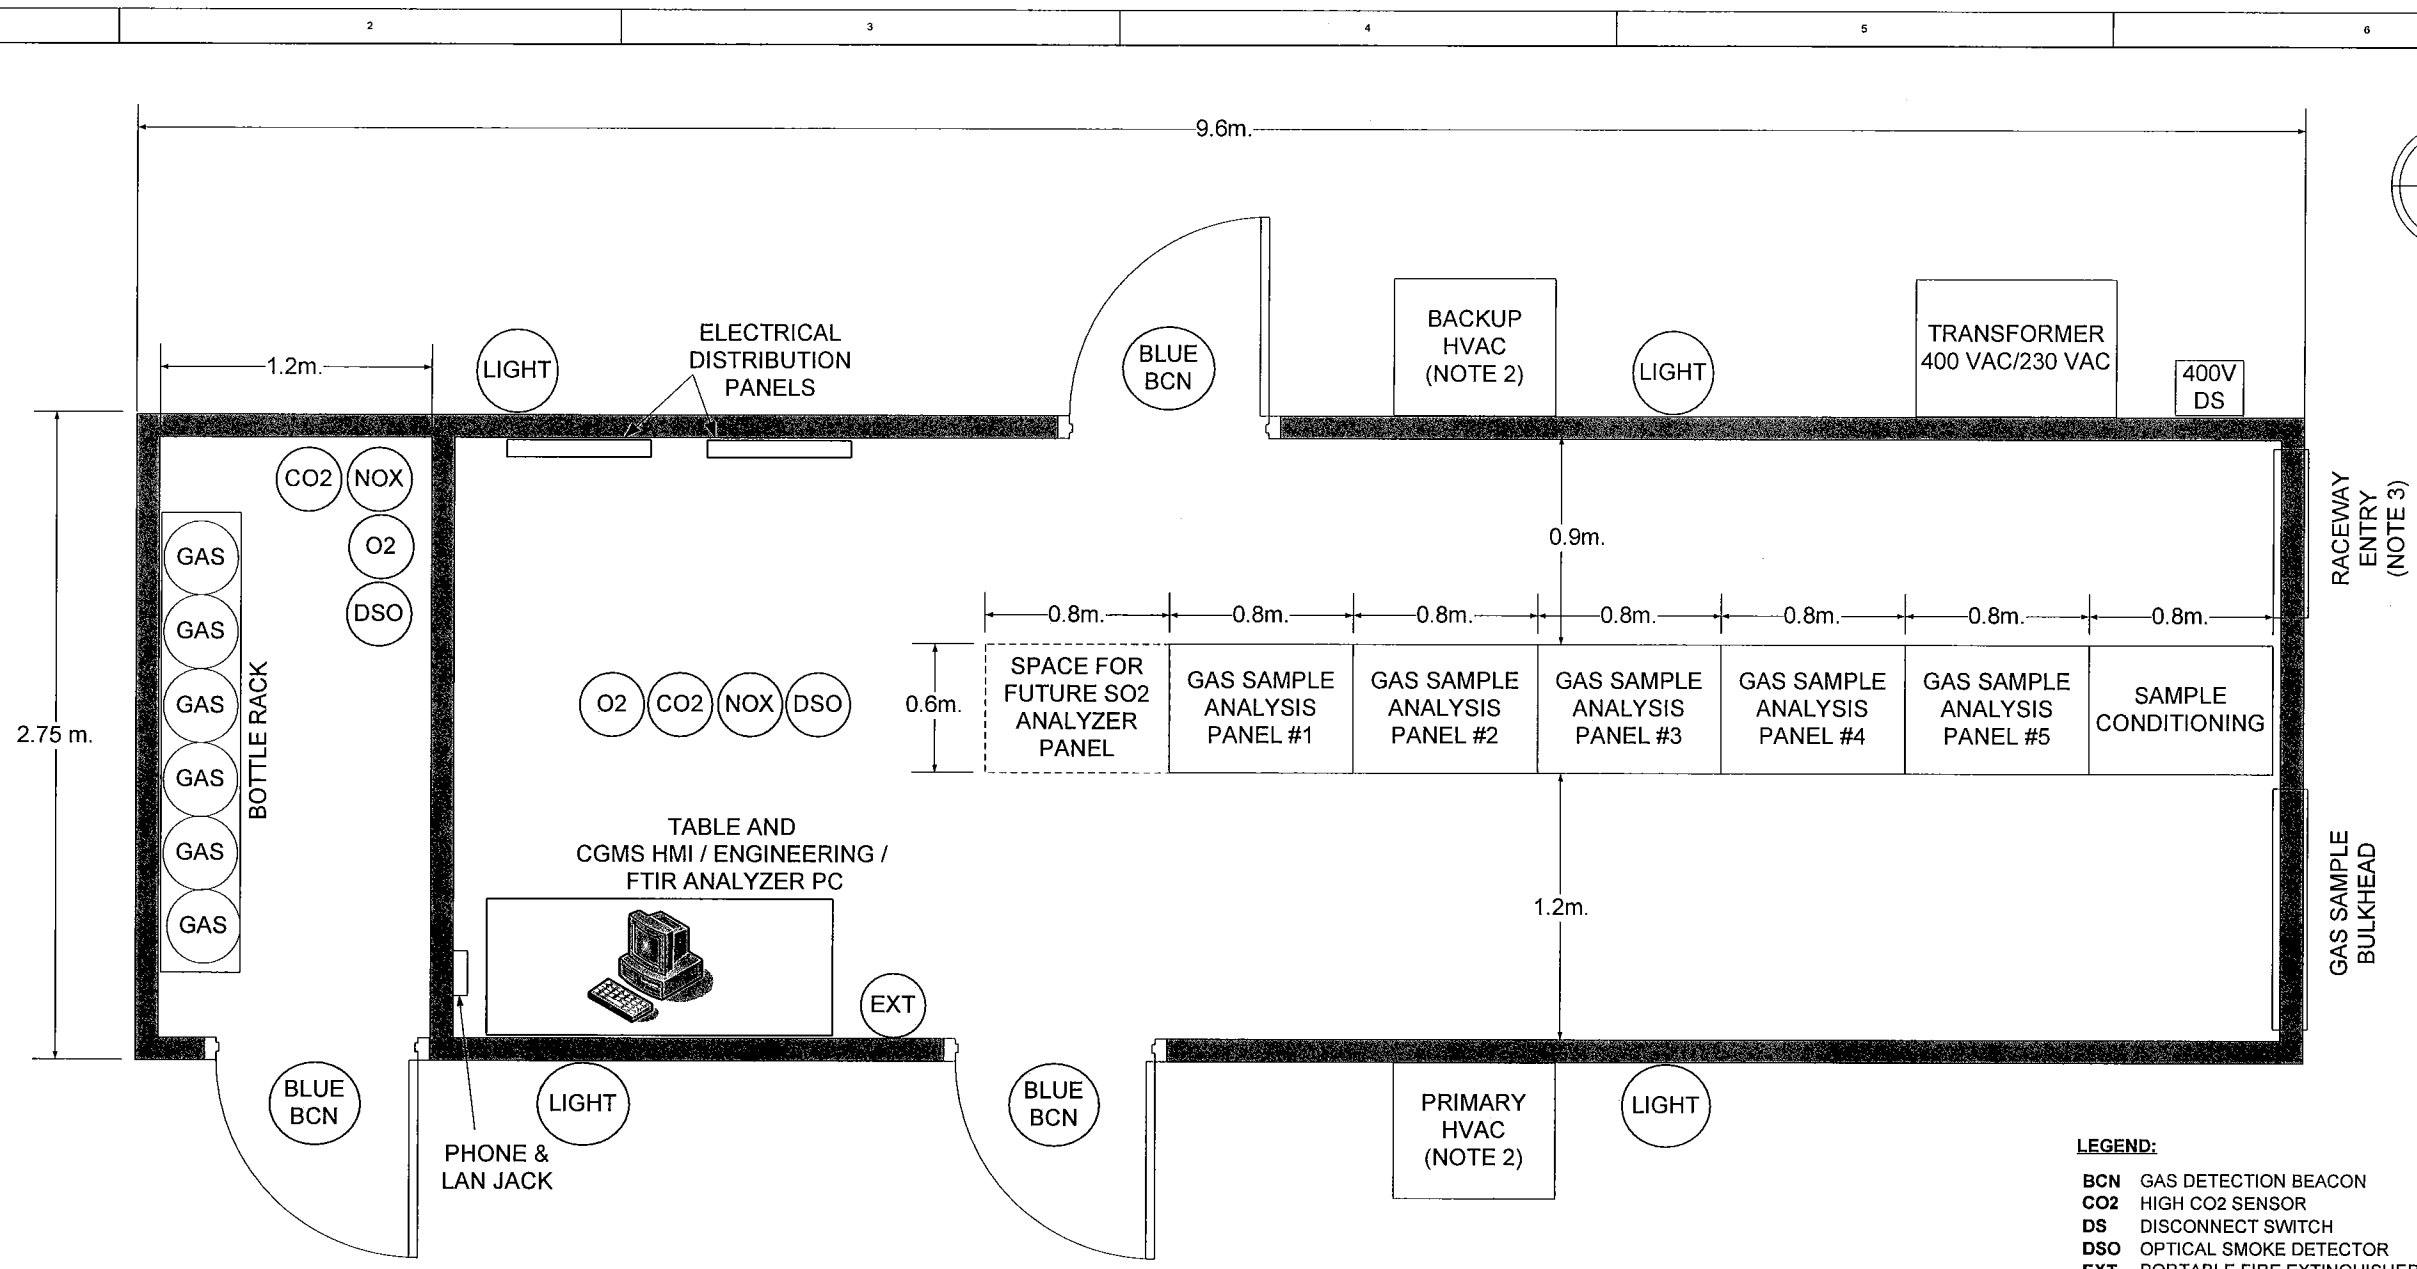 2
3
4
5
6
9.6m.
ELECTRICAL
DISTRIBUTION
PANELS
LIGHT
1.2m.
BLUE
BCN
BACKUP
HVAC
(NOTE 2)
LIGHT
TRANSFORMER
400 VAC/230 VAC
400V
DS
CO2
NOX
O2
DSO
GAS
GAS
GAS
GAS
GAS
GAS
BOTTLE RACK
2.75 m.
0.9m.
RACEWAY
ENTRY
(NOTE 3)
0.8m.
0.8m.
0.8m.
0.8m.
0.8m.
0.8m.
0.8m.
O2
CO2
NOX
DSO
0.6m.
SPACE FOR
FUTURE SO2
ANALYZER
PANEL
GAS SAMPLE
ANALYSIS
PANEL #1
GAS SAMPLE
ANALYSIS
PANEL #2
GAS SAMPLE
ANALYSIS
PANEL #3
GAS SAMPLE
ANALYSIS
PANEL #4
GAS SAMPLE
ANALYSIS
PANEL #5
SAMPLE
CONDITIONING
TABLE AND
CGMS HMI / ENGINEERING /
FTIR ANALYZER PC
EXT
1.2m.
GAS SAMPLE
BULKHEAD
BLUE
BCN
PHONE &
LAN JACK
LIGHT
BLUE
BCN
PRIMARY
HVAC
(NOTE 2)
LIGHT
LEGEND:
BCN GAS DETECTION BEACON
CO2 HIGH CO2 SENSOR
DS DISCONNECT SWITCH
DSO OPTICAL SMOKE DETECTOR
EXT PORTABLE FIRE EXTINGUISHER